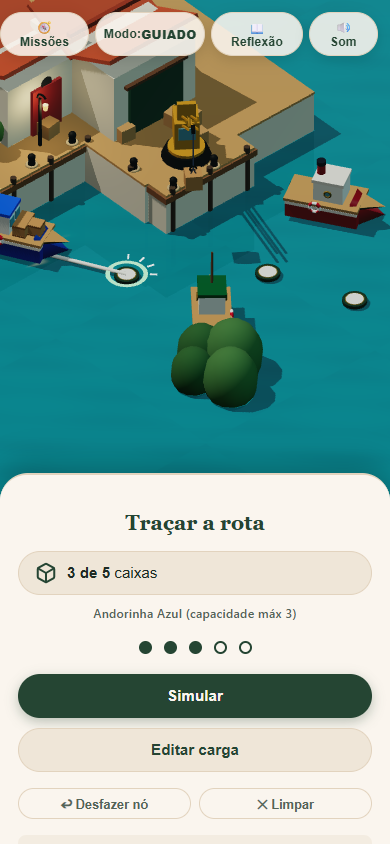 Missões
Modo:GUIADO
Reflexão
Som
Traçar a rota
3 de 5 caixas
Andorinha Azul (capacidade máx 3)
Simular
Editar carga
Desfazer nó
Limpar